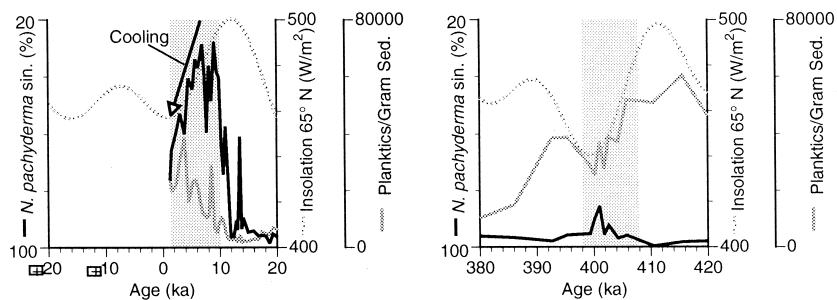 20
Cooling
500
80000
N. pachyderma sin. (%)
Insolation 65° N (W/m²)
Planktics/Gram Sed.
100
400
0
20
10
0
10
20
Age (ka)
20
500
80000
N. pachyderma sin. (%)
Insolation 65° N (W/m²)
Planktics/Gram Sed.
100
400
0
380
390
400
410
420
Age (ka)